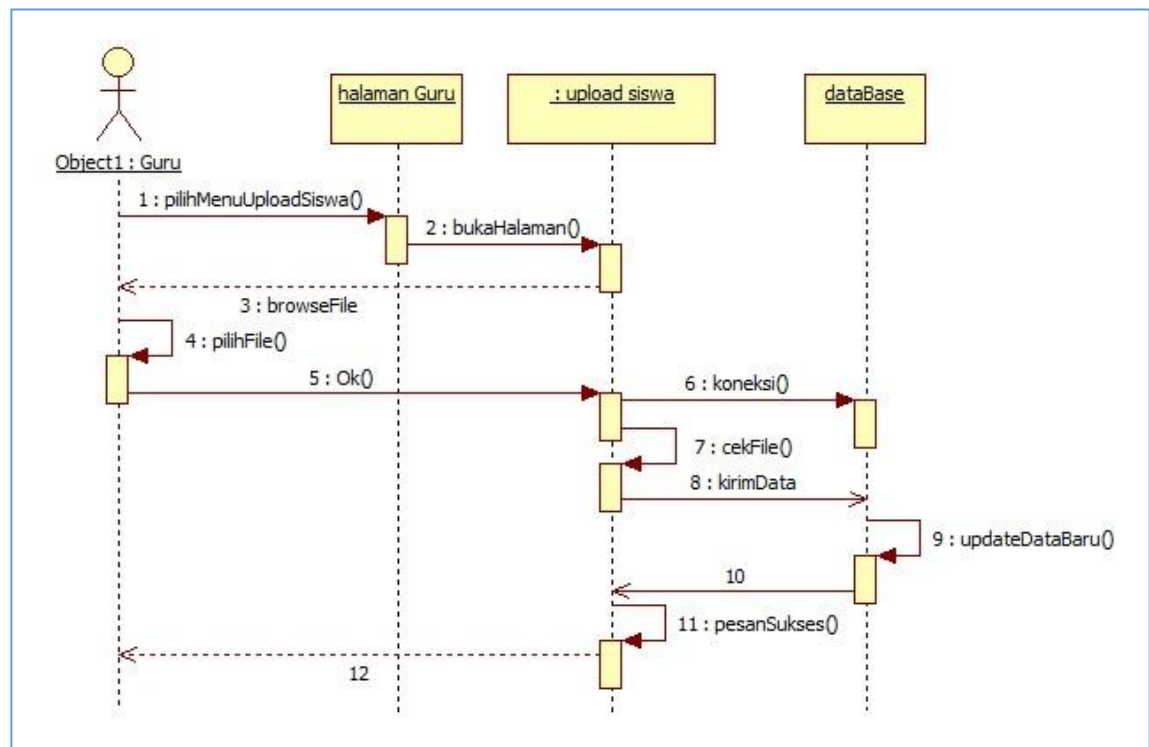 halaman Guru
: upload siswa
dataBase
Object1 : Guru
1 : pilihMenuUploadSiswa()
2 : bukaHalaman()
3 : browseFile
4 : pilihFile()
5 : Ok()
6 : koneksi()
7 : cekFile()
8 : kirimData
9 : updateDataBaru()
10
11 : pesanSukses()
12